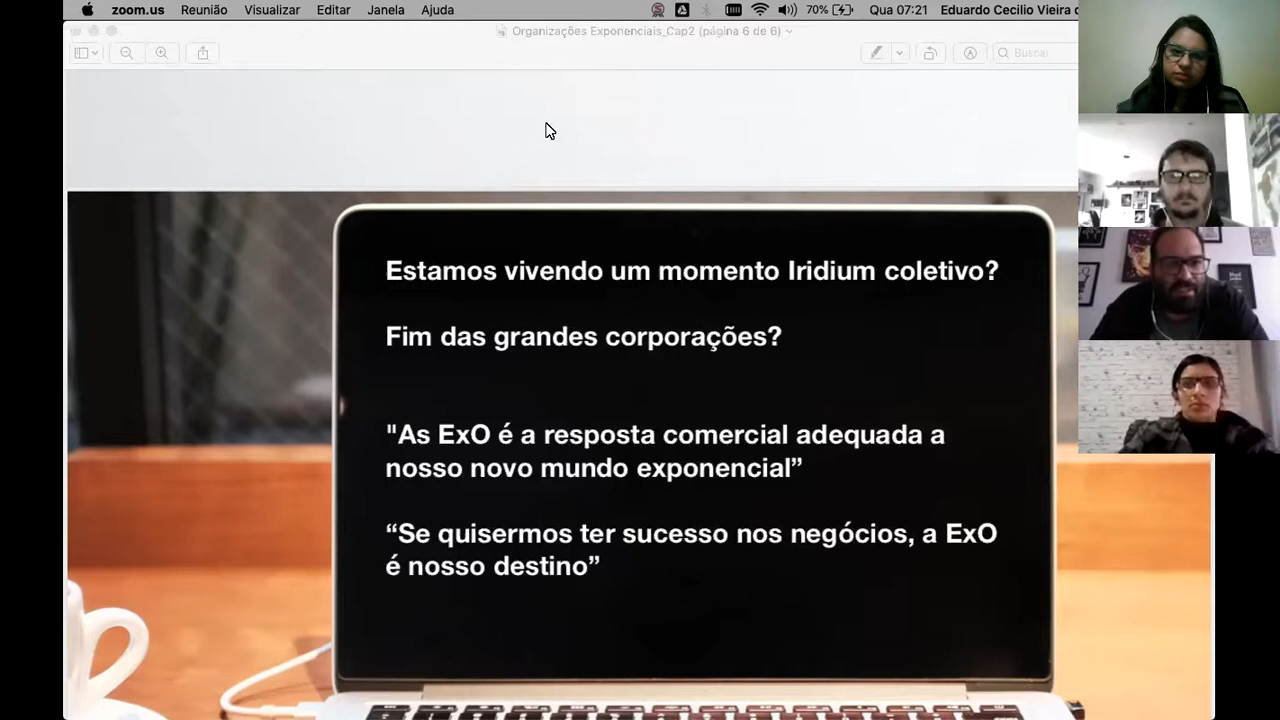 zoom.us Reunião Visualizar Editar Janela Ajuda 70% Qua 07:21 Eduardo Cecilio Vieira d
Organizações Exponenciais_Cap2 (página 6 de 6)
Buscar
Estamos vivendo um momento Iridium coletivo?
Fim das grandes corporações?
"As ExO é a resposta comercial adequada a
nosso novo mundo exponencial”
“Se quisermos ter sucesso nos negócios, a ExO
é nosso destino”